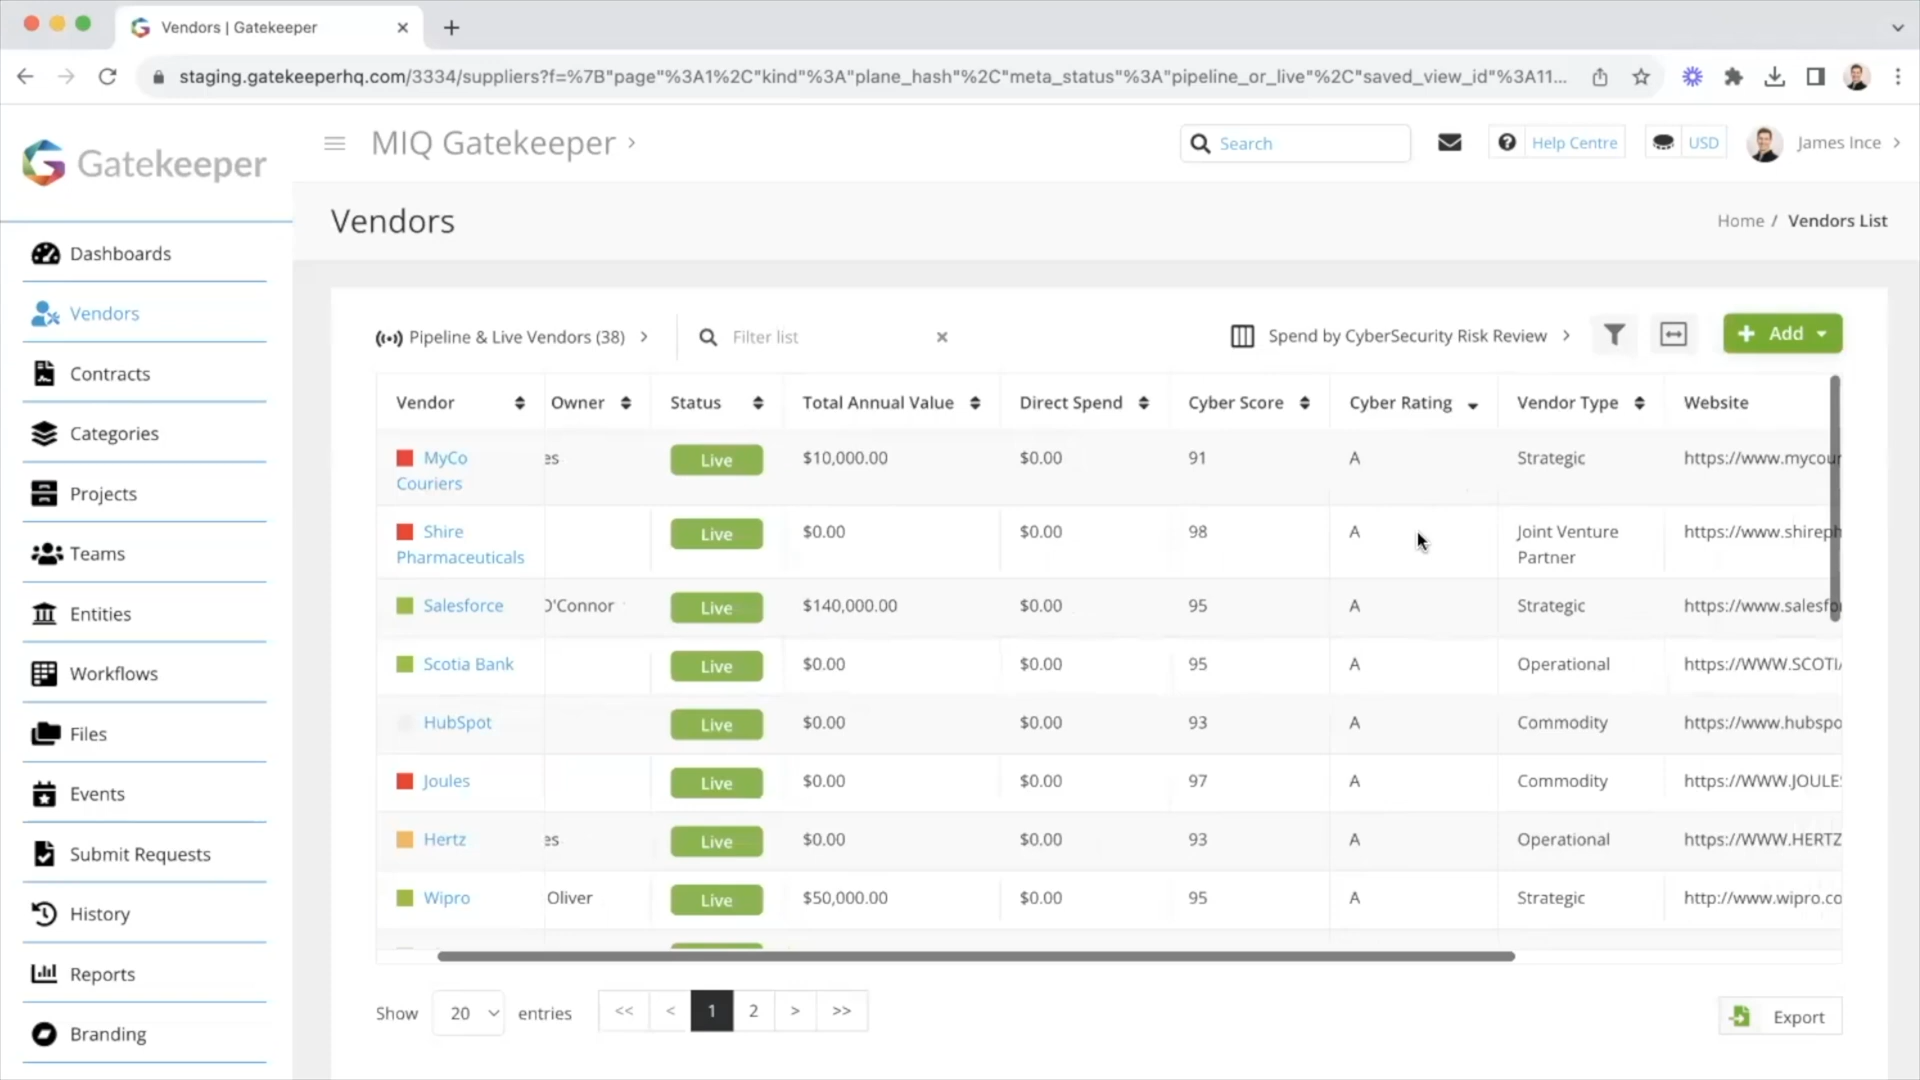 Vendors | Gatekeeper
staging.gatekeeperhq.com/3334/suppliers?f=%7B"page"%3A1%2C"kind"%3A"plane_hash"%2C"meta_status"%3A"pipeline_or_live"%2C"saved_view_id"%3A11...
Gatekeeper
MIQ Gatekeeper
Search
Help Centre
USD
James Ince
Vendors
Home / Vendors List
Dashboards
Vendors
Contracts
Categories
Projects
Teams
Entities
Workflows
Files
Events
Submit Requests
History
Reports
Branding
Pipeline & Live Vendors (38)
Filter list
Spend by CyberSecurity Risk Review
+ Add
Vendor Owner Status Total Annual Value Direct Spend Cyber Score Cyber Rating Vendor Type Website
MyCo Couriers es Live $10,000.00 $0.00 91 A Strategic https://www.mycour
Shire Pharmaceuticals Live $0.00 $0.00 98 A Joint Venture Partner https://www.shireph
Salesforce O'Connor Live $140,000.00 $0.00 95 A Strategic https://www.salesfo
Scotia Bank Live $0.00 $0.00 95 A Operational https://WWW.SCOTIA
HubSpot Live $0.00 $0.00 93 A Commodity https://www.hubspo
Joules Live $0.00 $0.00 97 A Commodity https://WWW.JOULES
Hertz es Live $0.00 $0.00 93 A Operational https://WWW.HERTZ
Wipro Oliver Live $50,000.00 $0.00 95 A Strategic http://www.wipro.co
Show 20 entries
<< < 1 2 > >>
Export